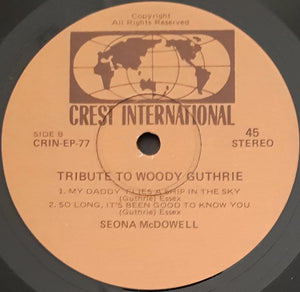 Copyright
All Rights Reserved
CREST INTERNATIONAL
SIDE B
CRIN-EP-77
45
STEREO
TRIBUTE TO WOODY GUTHRIE
1. MY DADDY FLIES A SHIP IN THE SKY
(Guthrie) Essex
2. SO LONG, IT'S BEEN GOOD TO KNOW YOU
(Guthrie) Essex
SEONA McDOWELL